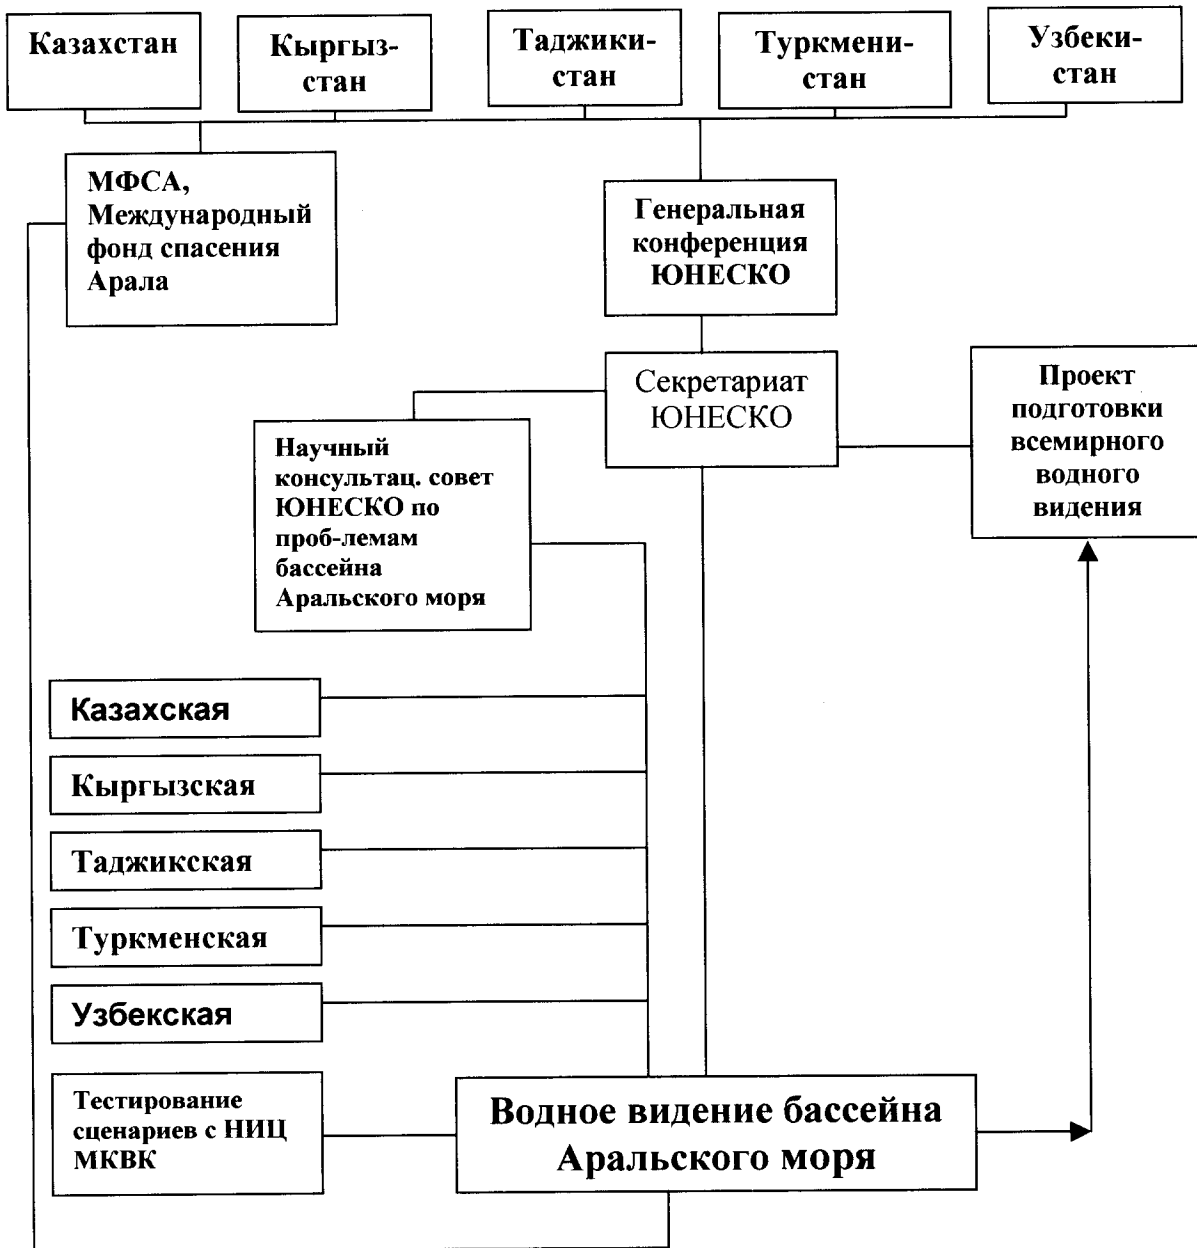 Казахстан
Кыргыз-
стан
Таджики-
стан
Туркмени-
стан
Узбеки-
стан
МФСА,
Международный
фонд спасения
Арала
Генеральная
конференция
ЮНЕСКО
Секретариат
ЮНЕСКО
Проект
подготовки
всемирного
водного
видения
Научный
консультац. совет
ЮНЕСКО по
проб-лемам
бассейна
Аральского моря
Казахская
Кыргызская
Таджикская
Туркменская
Узбекская
Тестирование
сценариев с НИЦ
МКВК
Водное видение бассейна
Аральского моря